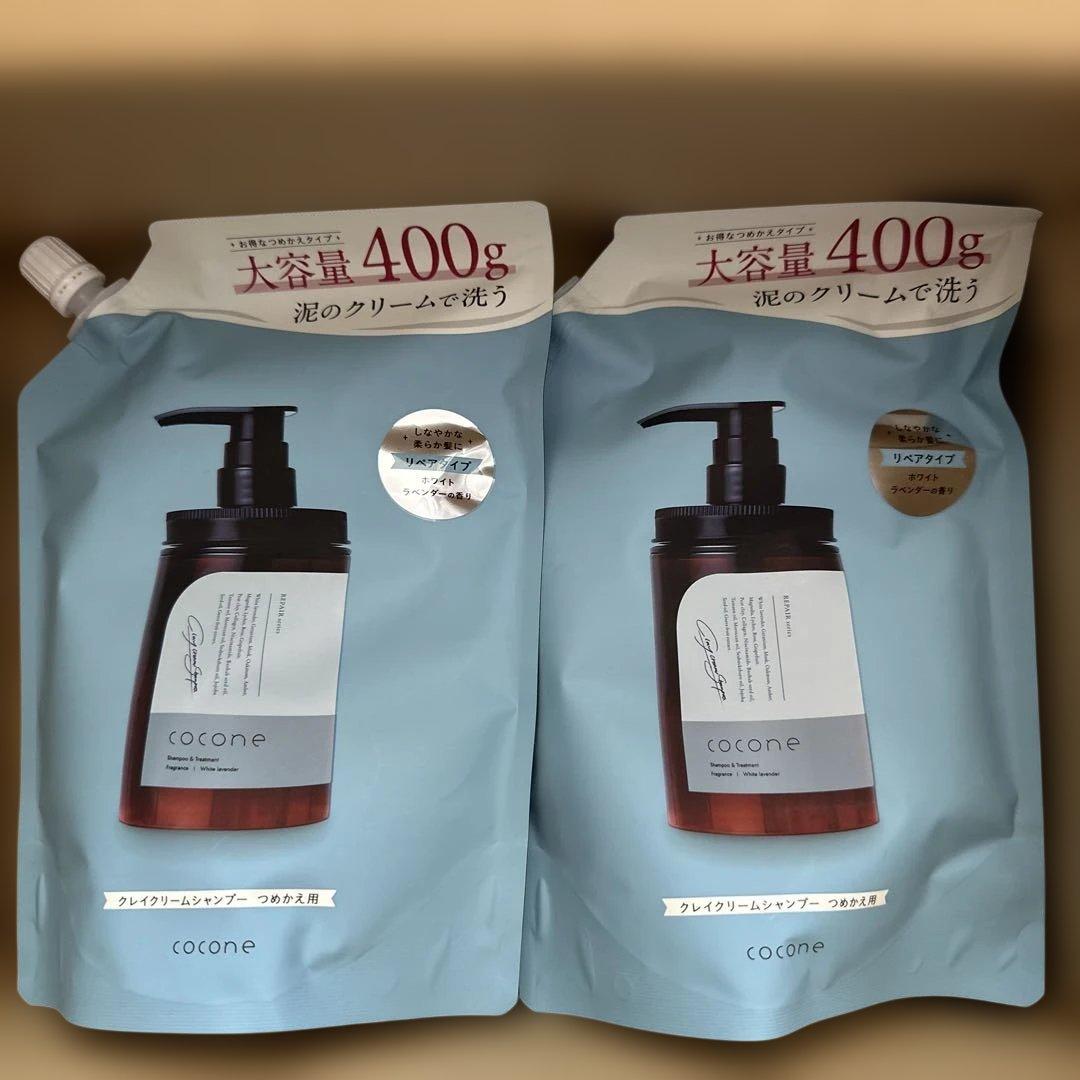 お得なつめかえタイプ
大容量 400g
泥のクリームで洗う
しなやかな
柔らか髪に
リペアタイプ
ホワイト
ラベンダーの香り
REPAIR series
cocone
Shampoo & Treatment
Fragrance | White lavender
クレイクリームシャンプー つめかえ用
cocone
お得なつめかえタイプ
大容量 400g
泥のクリームで洗う
しなやかな
柔らか髪に
リペアタイプ
ホワイト
ラベンダーの香り
REPAIR series
cocone
Shampoo & Treatment
Fragrance | White lavender
クレイクリームシャンプー つめかえ用
cocone